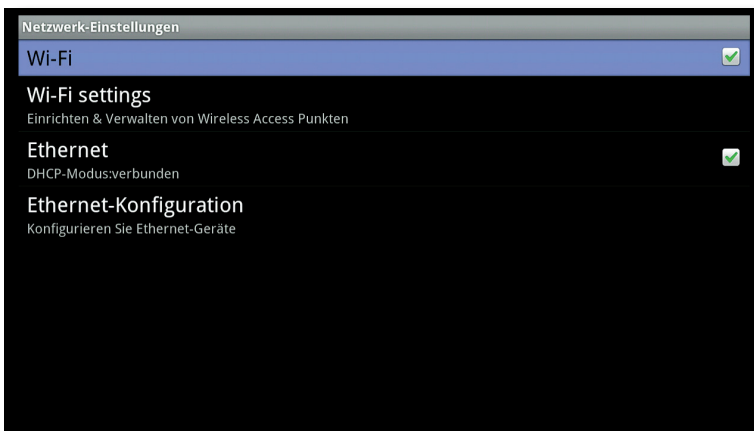 Netzwerk-Einstellungen
Wi-Fi
Wi-Fi settings
Einrichten & Verwalten von Wireless Access Punkten
Ethernet
DHCP-Modus:verbunden
Ethernet-Konfiguration
Konfigurieren Sie Ethernet-Geräte